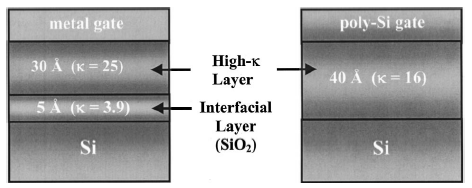 metal gate
30 Å (κ = 25)
5 Å (κ = 3.9)
Si
High-κ
Layer
Interfacial
Layer
(SiO₂)
poly-Si gate
40 Å (κ = 16)
Si